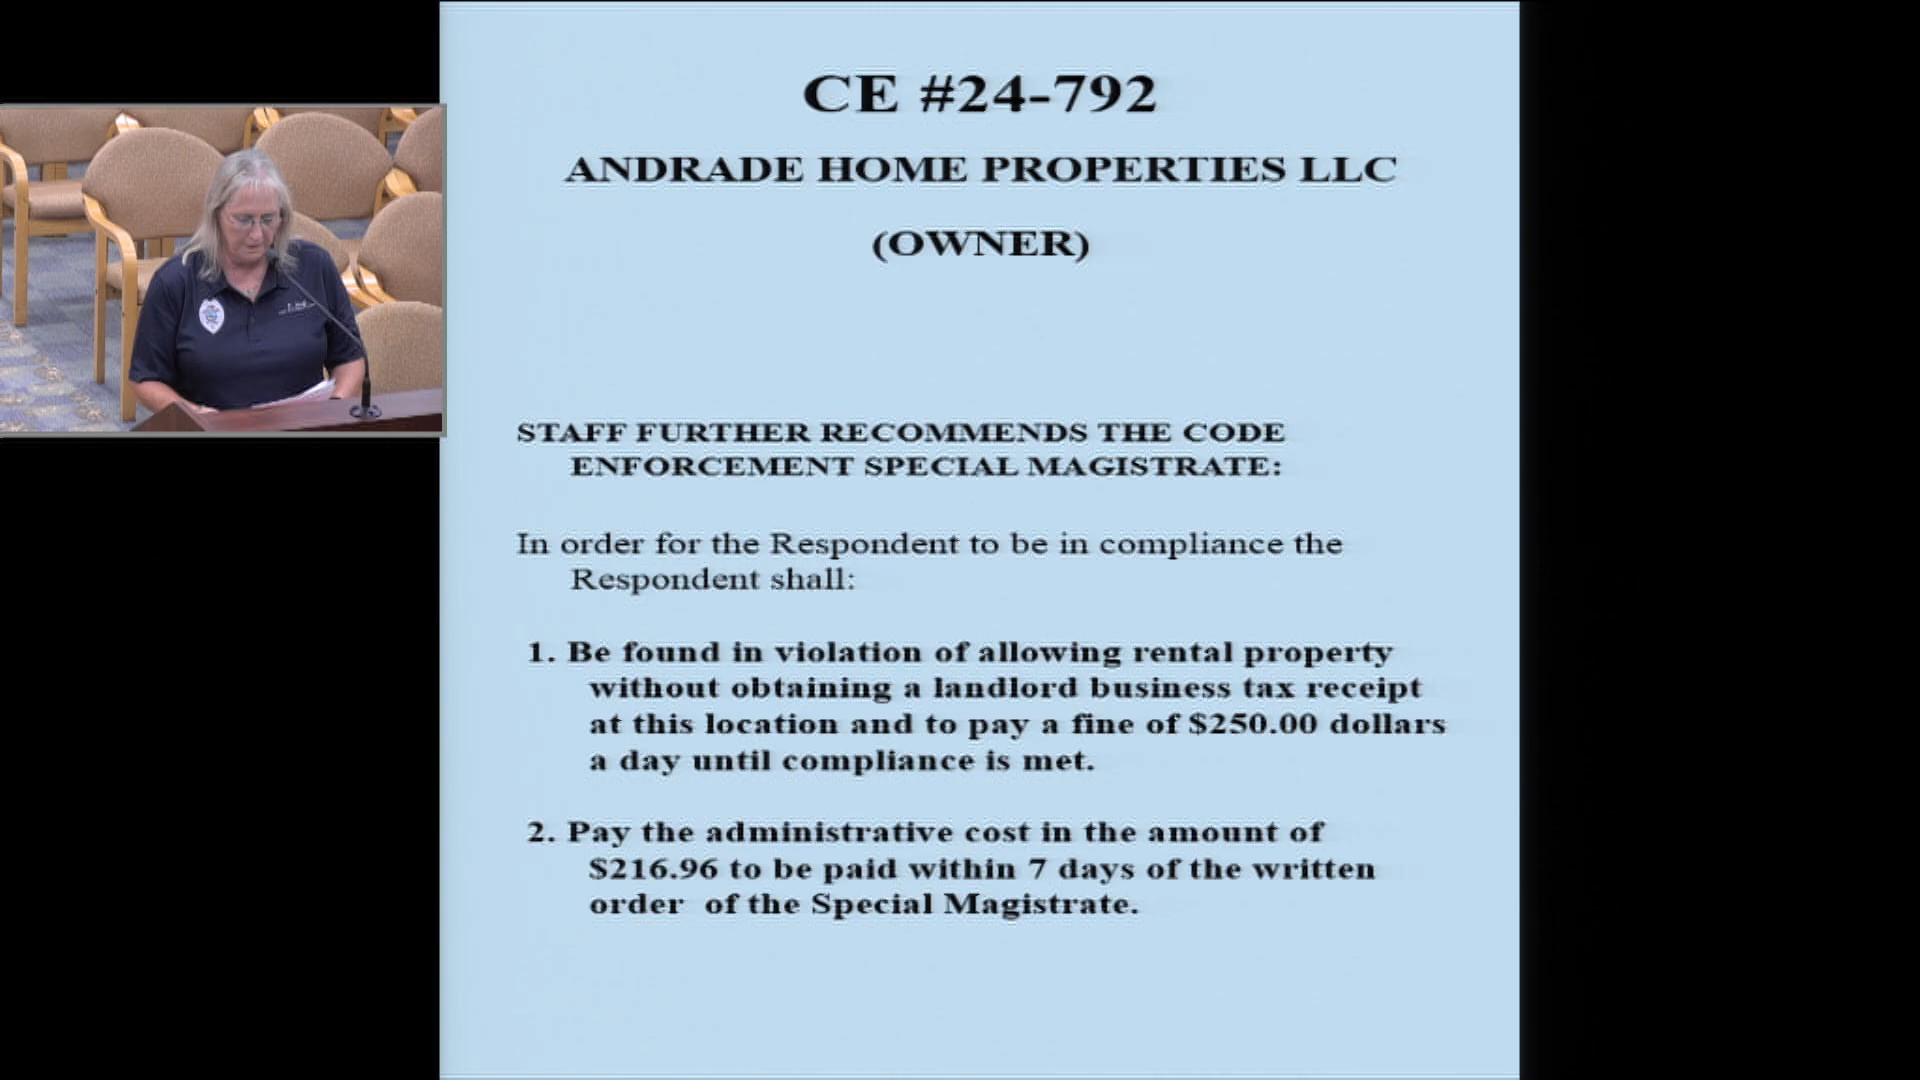 CE #24-792
ANDRADE HOME PROPERTIES LLC
(OWNER)
STAFF FURTHER RECOMMENDS THE CODE
ENFORCEMENT SPECIAL MAGISTRATE:
In order for the Respondent to be in compliance the
Respondent shall:
1. Be found in violation of allowing rental property
without obtaining a landlord business tax receipt
at this location and to pay a fine of $250.00 dollars
a day until compliance is met.
2. Pay the administrative cost in the amount of
$216.96 to be paid within 7 days of the written
order of the Special Magistrate.